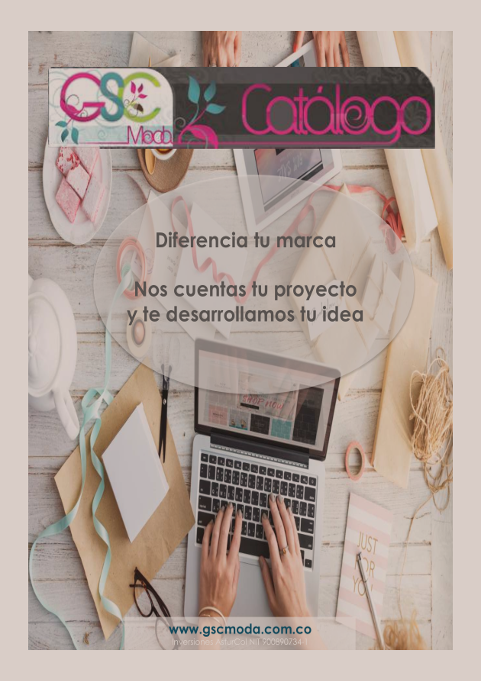 GSC
Moda
Catálogo
Diferencia tu marca
Nos cuentas tu proyecto
y te desarrollamos tu idea
JUST
FOR
YOU
www.gscmoda.com.co